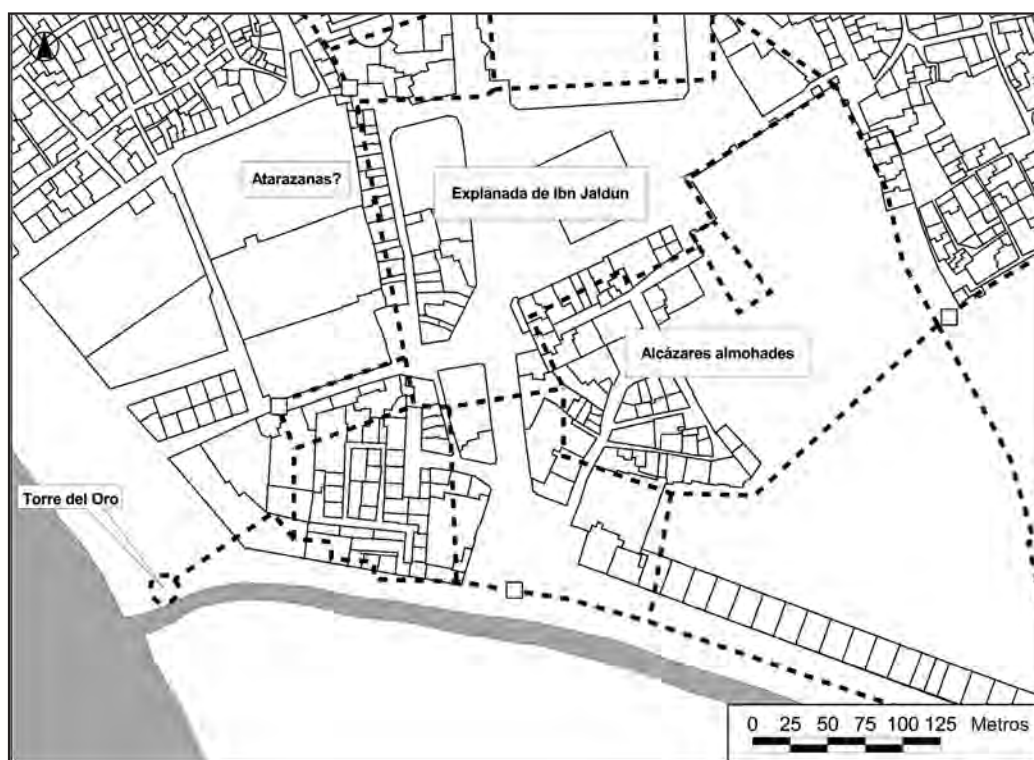 Atarazanas?
Explanada de Ibn Jaldun
Alcázares almohades
Torre del Oro
0 25 50 75 100 125 Metros